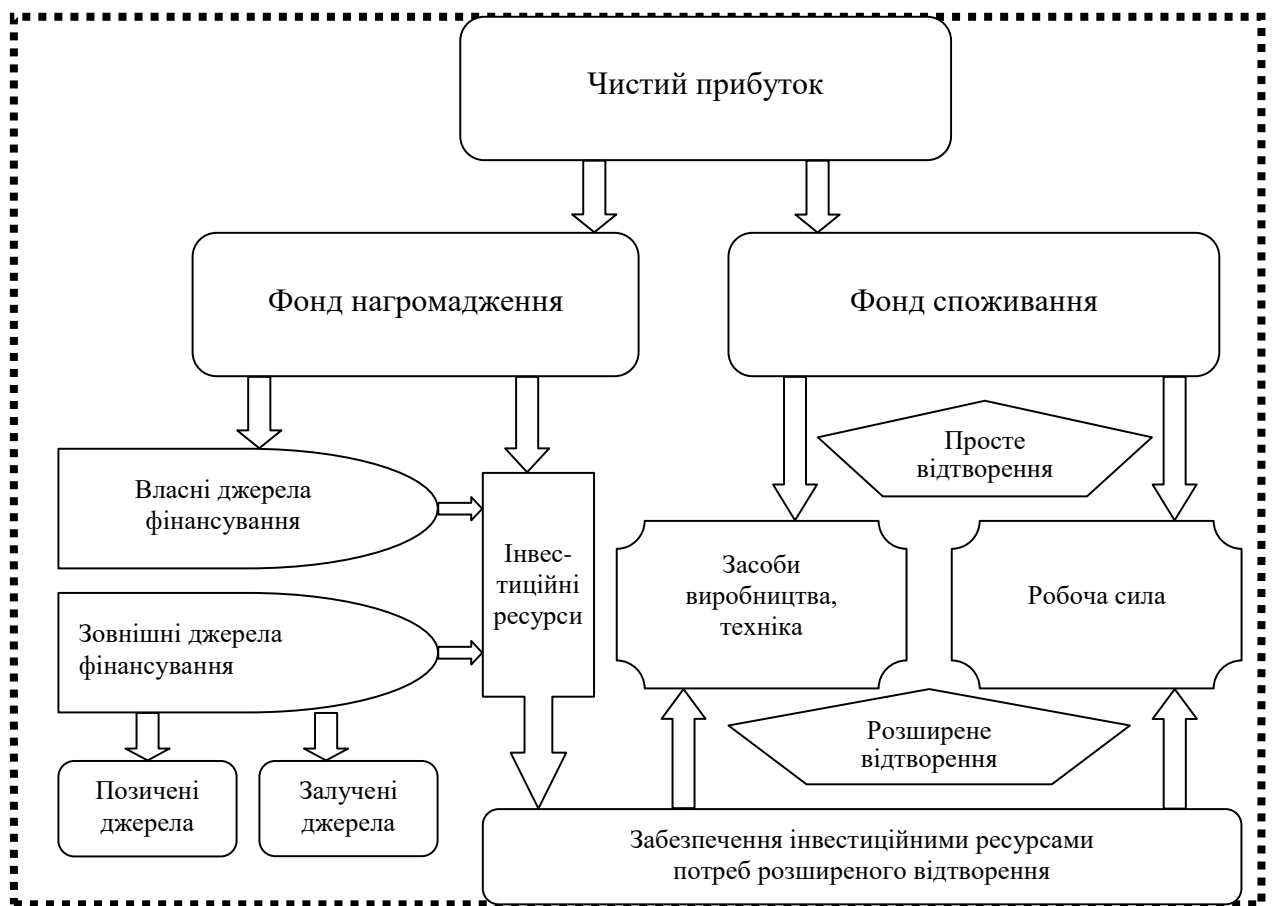 Чистий прибуток
Фонд нагромадження
Фонд споживання
Просте
відтворення
Власні джерела
фінансування
Інвес-
тиційні
ресурси
Засоби
виробництва,
техніка
Робоча сила
Зовнішні джерела
фінансування
Розширене
відтворення
Позичені
джерела
Залучені
джерела
Забезпечення інвестиційними ресурсами
потреб розширеного відтворення